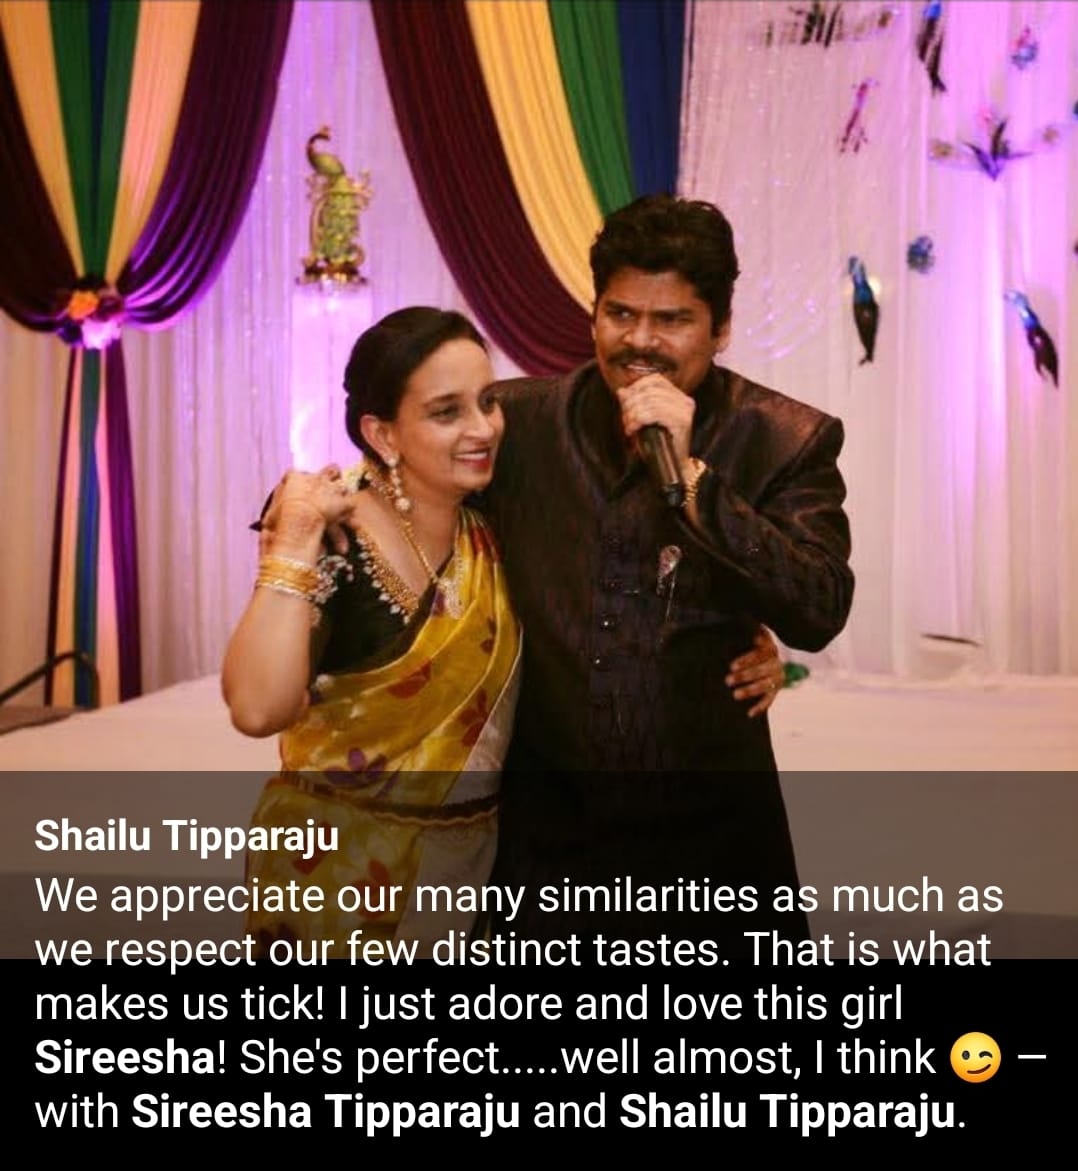 Shailu Tipparaju
We appreciate our many similarities as much as
we respect our few distinct tastes. That is what
makes us tick! I just adore and love this girl
Sireesha! She's perfect.....well almost, I think 😉 —
with Sireesha Tipparaju and Shailu Tipparaju.